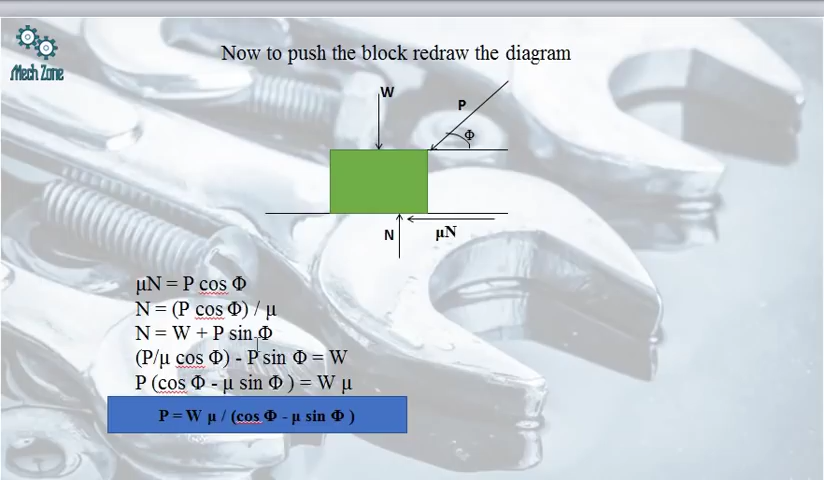 Mech Zone
Now to push the block redraw the diagram
W
P
Φ
N
μN
μN = P cos Φ
N = (P cos Φ) / μ
N = W + P sin Φ
(P/μ cos Φ) - P sin Φ = W
P (cos Φ - μ sin Φ ) = W μ
P = W μ / (cos Φ - μ sin Φ )